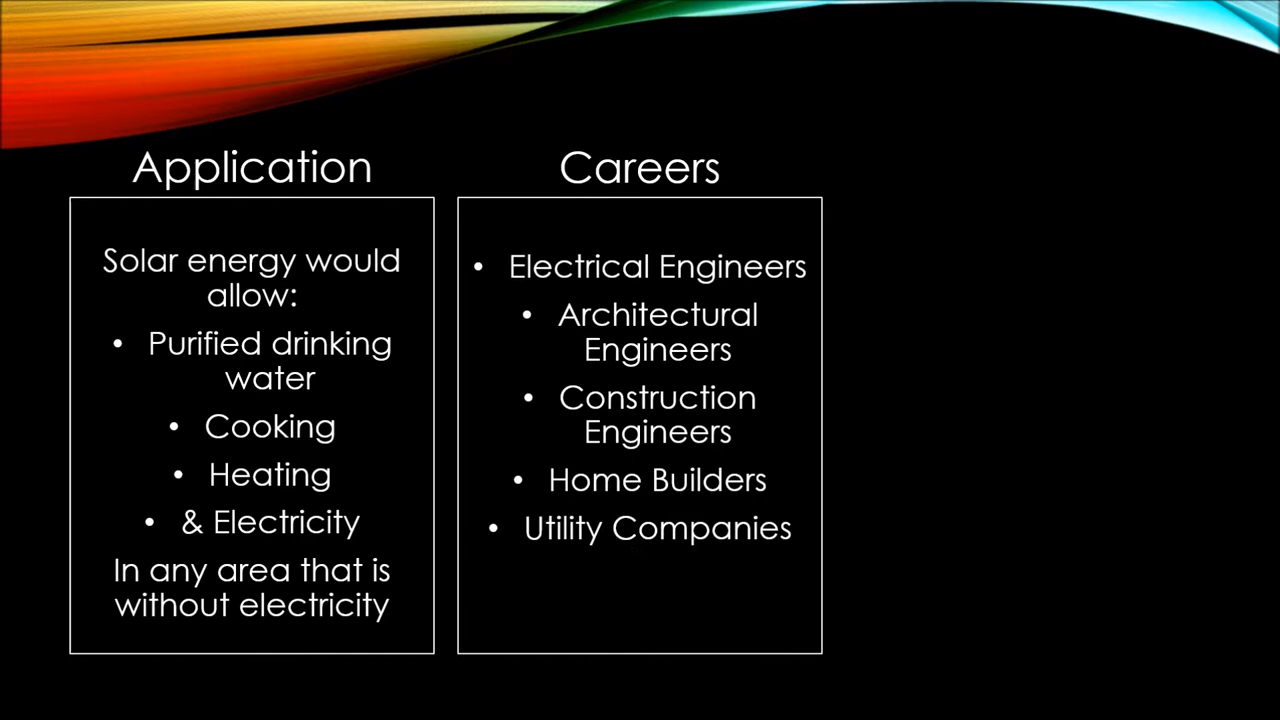 Application
Solar energy would
allow:
• Purified drinking
water
• Cooking
• Heating
• & Electricity
In any area that is
without electricity
Careers
• Electrical Engineers
• Architectural
Engineers
• Construction
Engineers
• Home Builders
• Utility Companies